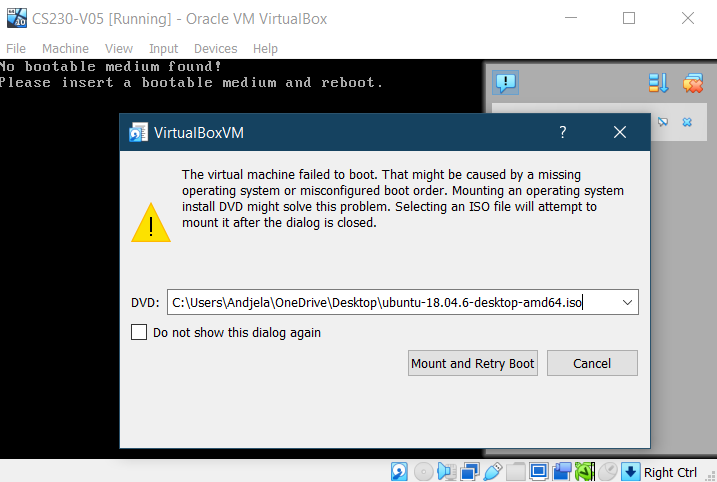 CS230-V05 [Running] - Oracle VM VirtualBox
File Machine View Input Devices Help
No bootable medium found!
Please insert a bootable medium and reboot.
VirtualBoxVM
The virtual machine failed to boot. That might be caused by a missing
operating system or misconfigured boot order. Mounting an operating system
install DVD might solve this problem. Selecting an ISO file will attempt to
mount it after the dialog is closed.
DVD: C:\Users\Andjela\OneDrive\Desktop\ubuntu-18.04.6-desktop-amd64.iso
Do not show this dialog again
Mount and Retry Boot Cancel
Right Ctrl